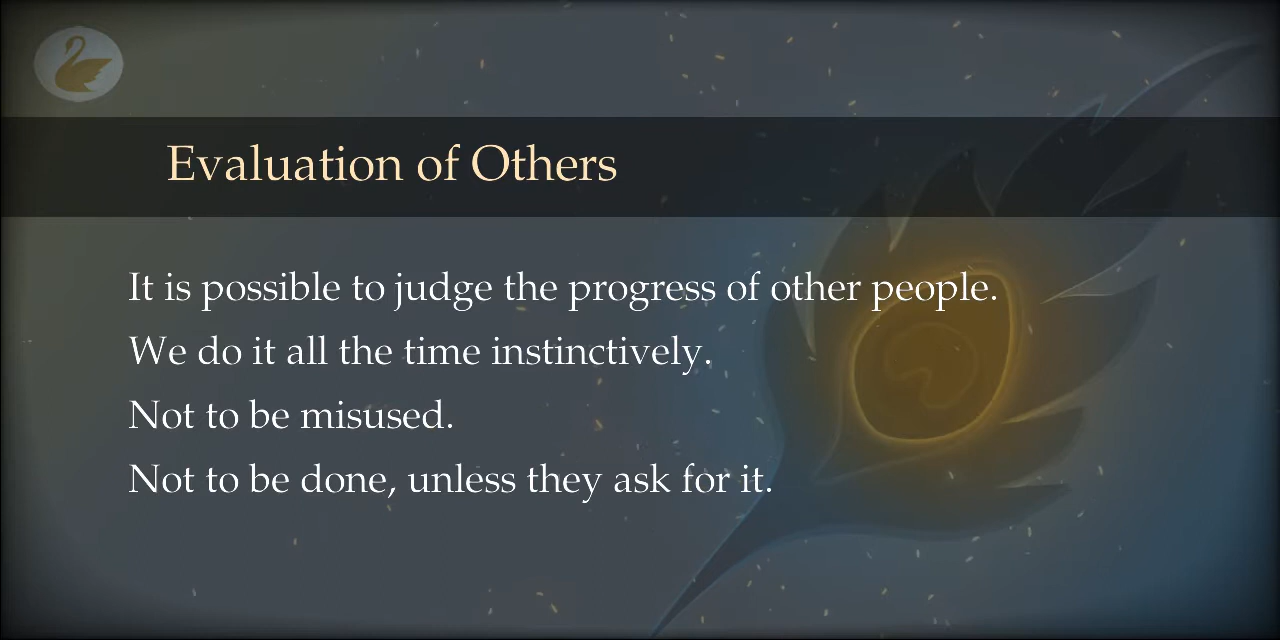 Evaluation of Others
It is possible to judge the progress of other people.
We do it all the time instinctively.
Not to be misused.
Not to be done, unless they ask for it.